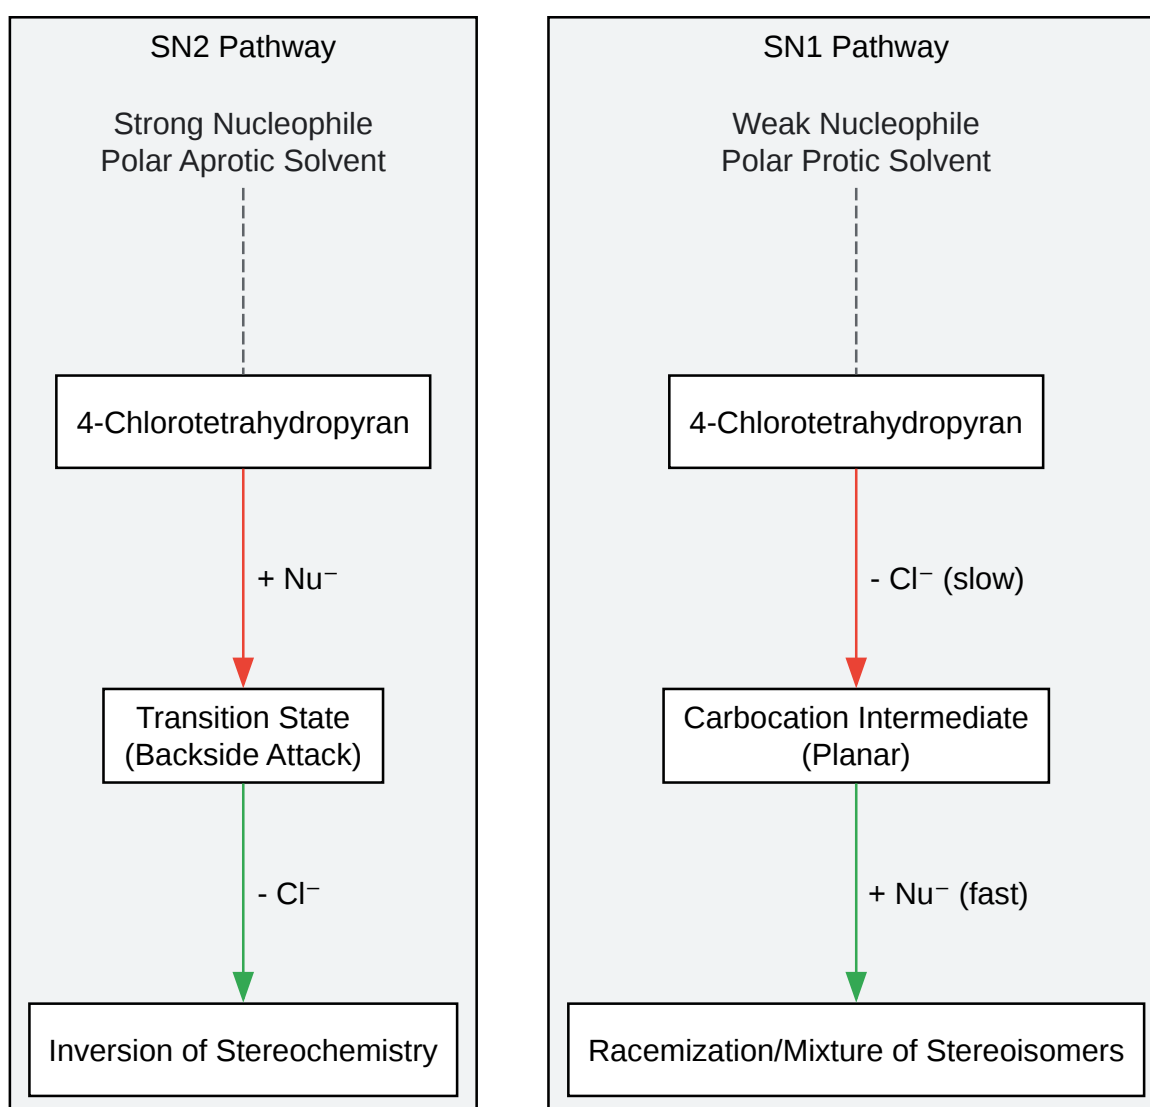 SN2 Pathway
Strong Nucleophile
Polar Aprotic Solvent
4-Chlorotetrahydropyran
+ Nu⁻
Transition State
(Backside Attack)
- Cl⁻
Inversion of Stereochemistry
SN1 Pathway
Weak Nucleophile
Polar Protic Solvent
4-Chlorotetrahydropyran
- Cl⁻ (slow)
Carbocation Intermediate
(Planar)
+ Nu⁻ (fast)
Racemization/Mixture of Stereoisomers